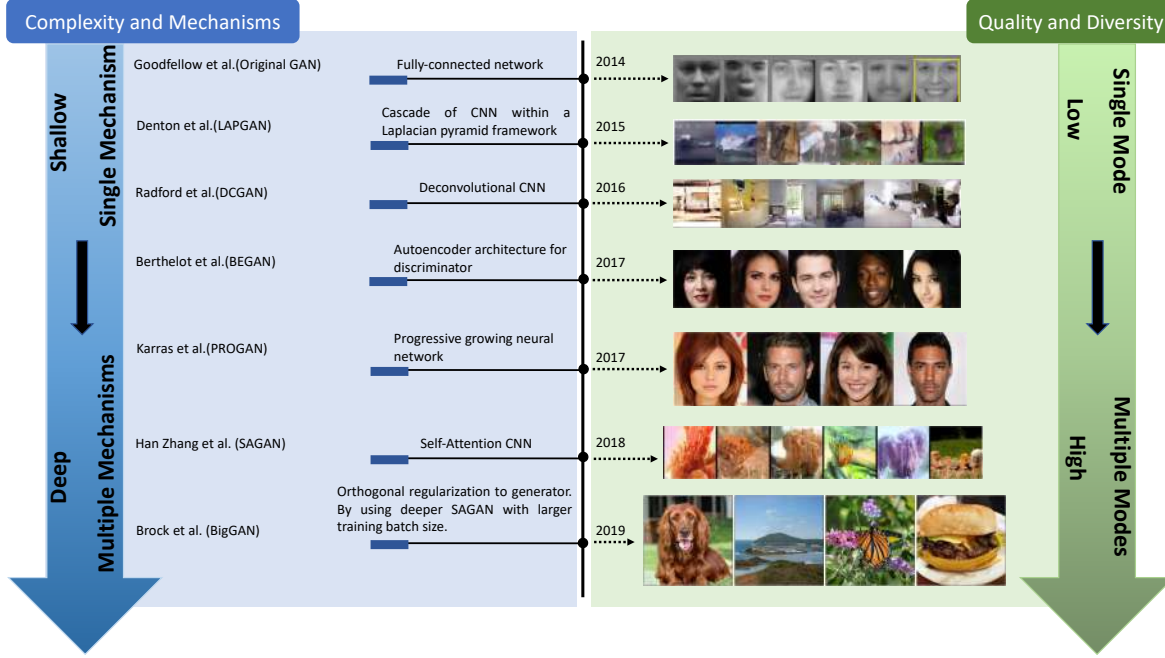 Complexity and Mechanisms
Quality and Diversity
Shallow
Single Mechanism
Deep
Multiple Mechanisms
Goodfellow et al.(Original GAN)
Fully-connected network
2014
Denton et al.(LAPGAN)
Cascade of CNN within a
Laplacian pyramid framework
2015
Radford et al.(DCGAN)
Deconvolutional CNN
2016
Berthelot et al.(BEGAN)
Autoencoder architecture for
discriminator
2017
Karras et al.(PROGAN)
Progressive growing neural
network
2017
Han Zhang et al. (SAGAN)
Self-Attention CNN
2018
Brock et al. (BigGAN)
Orthogonal regularization to generator.
By using deeper SAGAN with larger
training batch size.
2019
Single Mode
Low
Multiple Modes
High